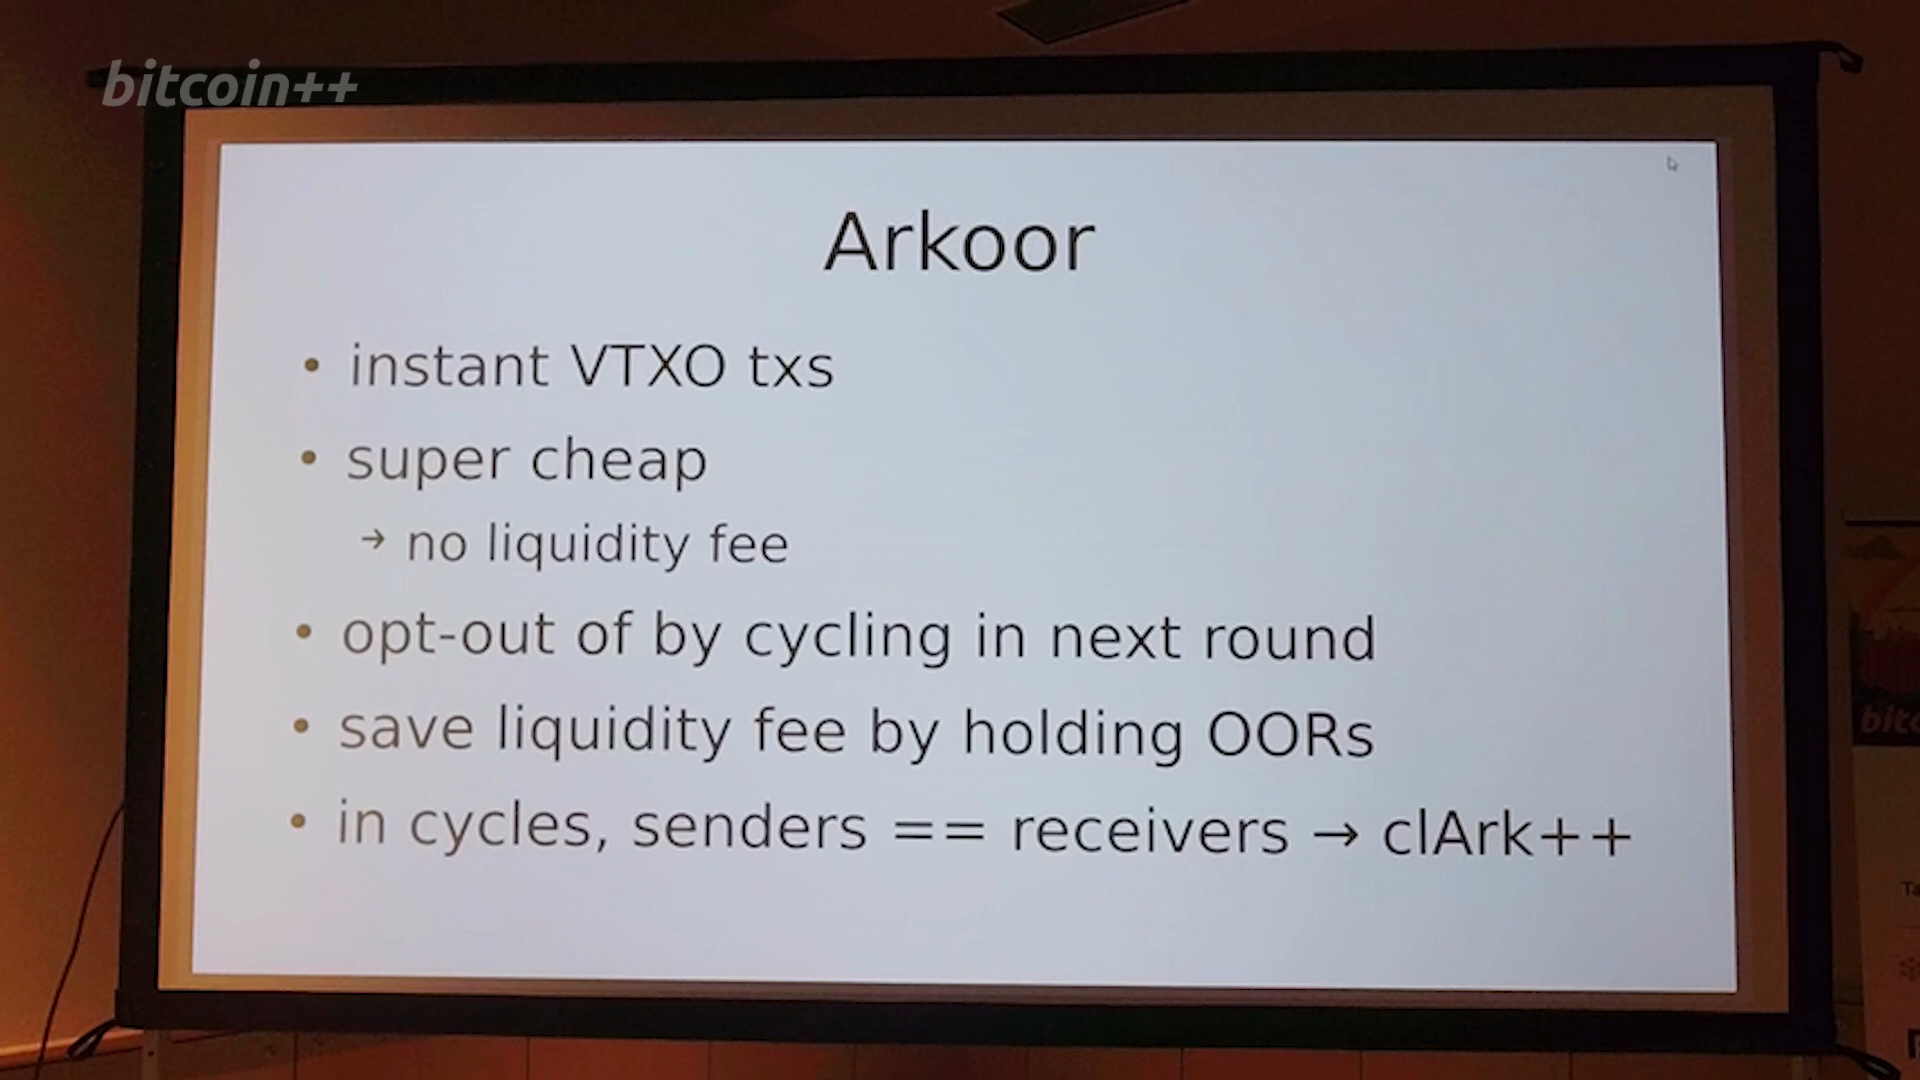 bitcoin++
Arkoor
• instant VTXO txs
• super cheap
→ no liquidity fee
• opt-out of by cycling in next round
• save liquidity fee by holding OORs
• in cycles, senders == receivers → clArk++